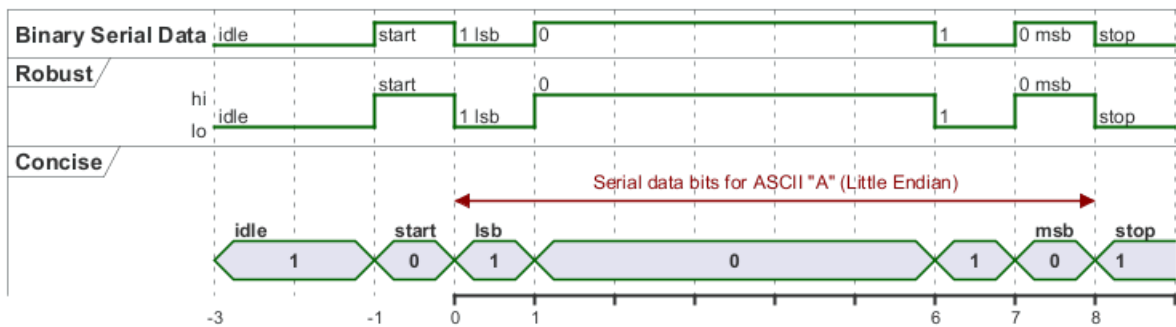 Binary Serial Data idle start 1 lsb 0 1 0 msb stop
Robust
start 0 0 msb
hi
idle 1 lsb 1 stop
lo
Concise
Serial data bits for ASCII "A" (Little Endian)
idle start lsb msb stop
1 0 1 0 1 0 1
-3 -1 0 1 6 7 8